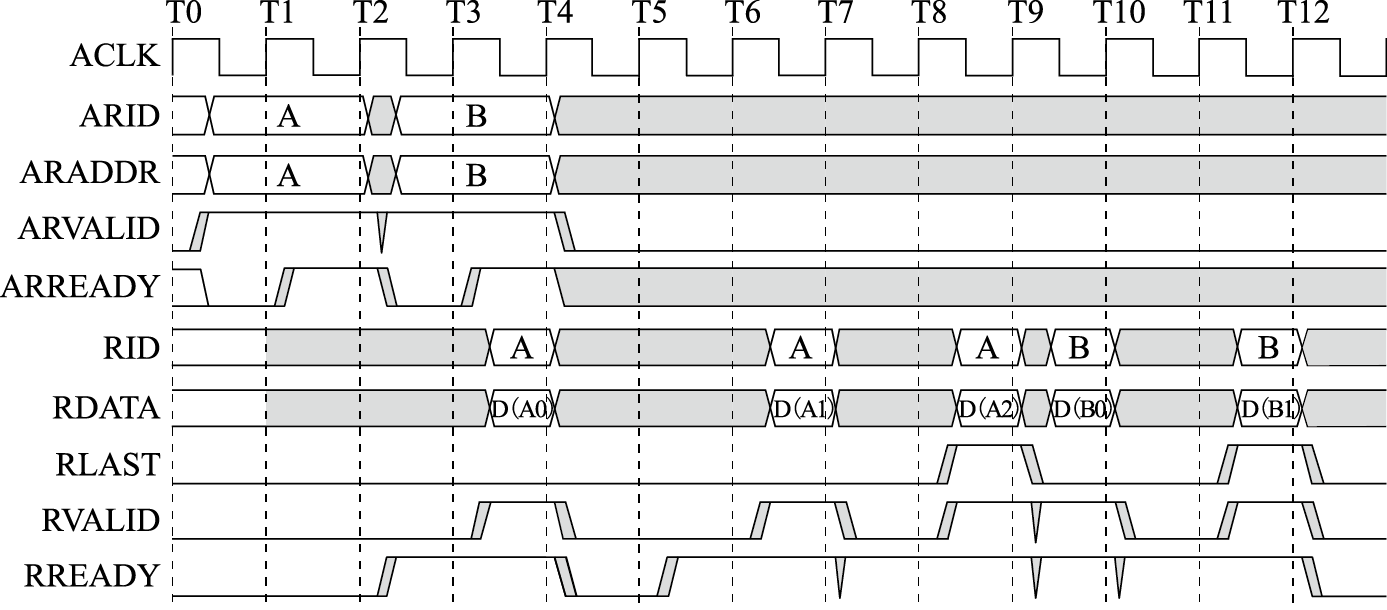 T0 T1 T2 T3 T4 T5 T6 T7 T8 T9 T10 T11 T12
ACLK
ARID A B
ARADDR A B
ARVALID
ARREADY
RID A A A B B
RDATA D(A0) D(A1) D(A2) D(B0) D(B1)
RLAST
RVALID
RREADY